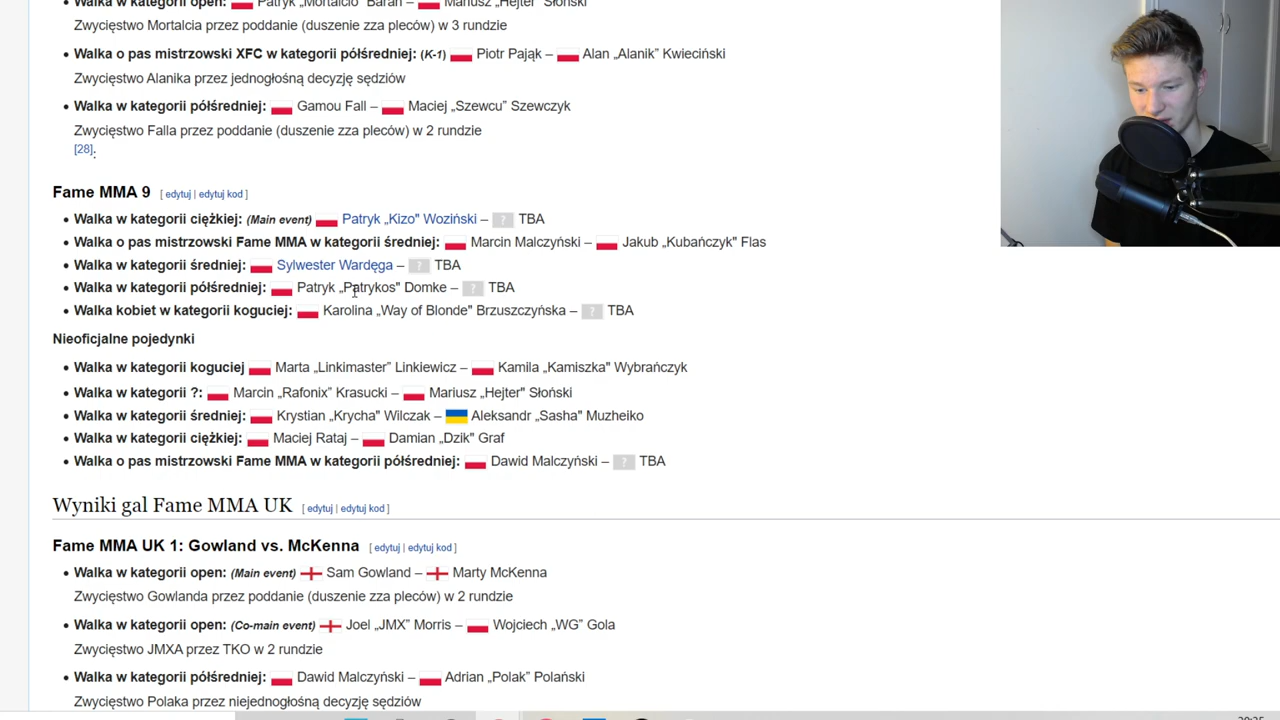 Walka w kategorii open: Patryk „Mortalcio" Baran – Mariusz „Hejter" Słoński
Zwycięstwo Mortalcia przez poddanie (duszenie zza pleców) w 3 rundzie
• Walka o pas mistrzowski XFC w kategorii półśredniej: (K-1) Piotr Pająk – Alan „Alanik" Kwieciński
Zwycięstwo Alanika przez jednogłośną decyzję sędziów
• Walka w kategorii półśredniej: Gamou Fall – Maciej „Szewcu" Szewczyk
Zwycięstwo Falla przez poddanie (duszenie zza pleców) w 2 rundzie
[28].
Fame MMA 9 [ edytuj | edytuj kod ]
• Walka w kategorii ciężkiej: (Main event) Patryk „Kizo" Woziński – ? TBA
• Walka o pas mistrzowski Fame MMA w kategorii średniej: Marcin Malczyński – Jakub „Kubańczyk" Flas
• Walka w kategorii średniej: Sylwester Wardęga – ? TBA
• Walka w kategorii półśredniej: Patryk „Patrykos" Domke – ? TBA
• Walka kobiet w kategorii koguciej: Karolina „Way of Blonde" Brzuszczyńska – ? TBA
Nieoficjalne pojedynki
• Walka w kategorii koguciej Marta „Linkimaster" Linkiewicz – Kamila „Kamiszka" Wybrańczyk
• Walka w kategorii ?: Marcin „Rafonix" Krasucki – Mariusz „Hejter" Słoński
• Walka w kategorii średniej: Krystian „Krycha" Wilczak – Aleksandr „Sasha" Muzheiko
• Walka w kategorii ciężkiej: Maciej Rataj – Damian „Dzik" Graf
• Walka o pas mistrzowski Fame MMA w kategorii półśredniej: Dawid Malczyński – ? TBA
Wyniki gal Fame MMA UK [ edytuj | edytuj kod ]
Fame MMA UK 1: Gowland vs. McKenna [ edytuj | edytuj kod ]
• Walka w kategorii open: (Main event) Sam Gowland – Marty McKenna
Zwycięstwo Gowlanda przez poddanie (duszenie zza pleców) w 2 rundzie
• Walka w kategorii open: (Co-main event) Joel „JMX" Morris – Wojciech „WG" Gola
Zwycięstwo JMXA przez TKO w 2 rundzie
• Walka w kategorii półśredniej: Dawid Malczyński – Adrian „Polak" Polański
Zwycięstwo Polaka przez niejednogłośną decyzję sędziów